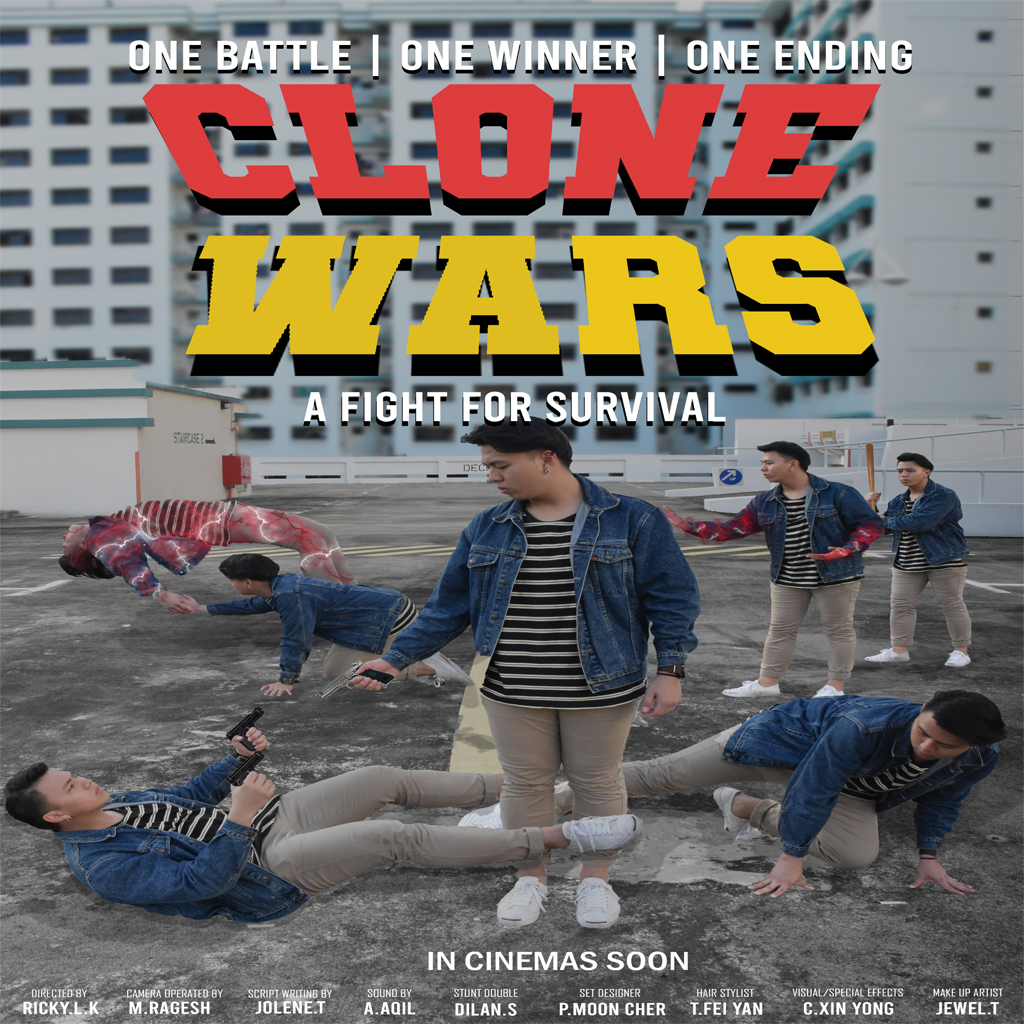 ONE BATTLE | ONE WINNER | ONE ENDING
CLONE
WARS
A FIGHT FOR SURVIVAL
STAIRCASE 2
DECK
IN CINEMAS SOON
DIRECTED BY CAMERA OPERATED BY SCRIPT WRITING BY SOUND BY STUNT DOUBLE SET DESIGNER HAIR STYLIST VISUAL/SPECIAL EFFECTS MAKE UP ARTIST
RICKY.L.K M.RAGESH JOLENE.T A.AQIL DILAN.S P.MOON CHER T.FEI YAN C.XIN YONG JEWEL.T